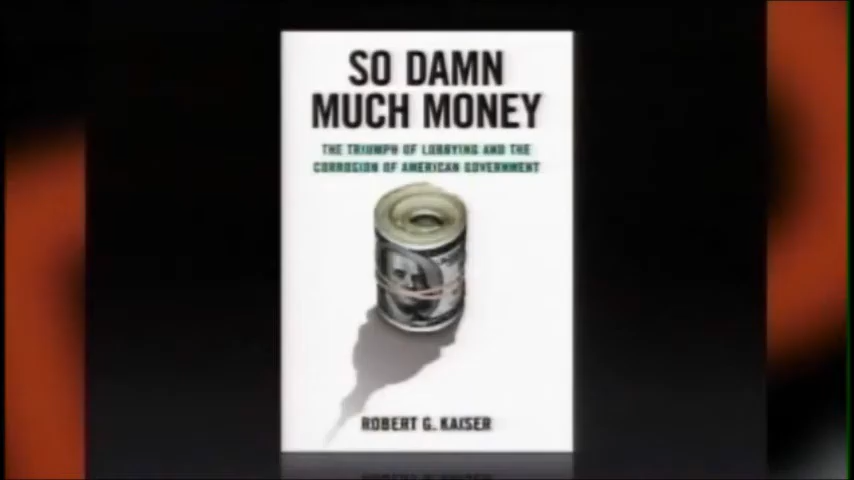 SO DAMN
MUCH MONEY
THE TRIUMPH OF LOBBYING AND THE
CORROSION OF AMERICAN GOVERNMENT
ROBERT G. KAISER